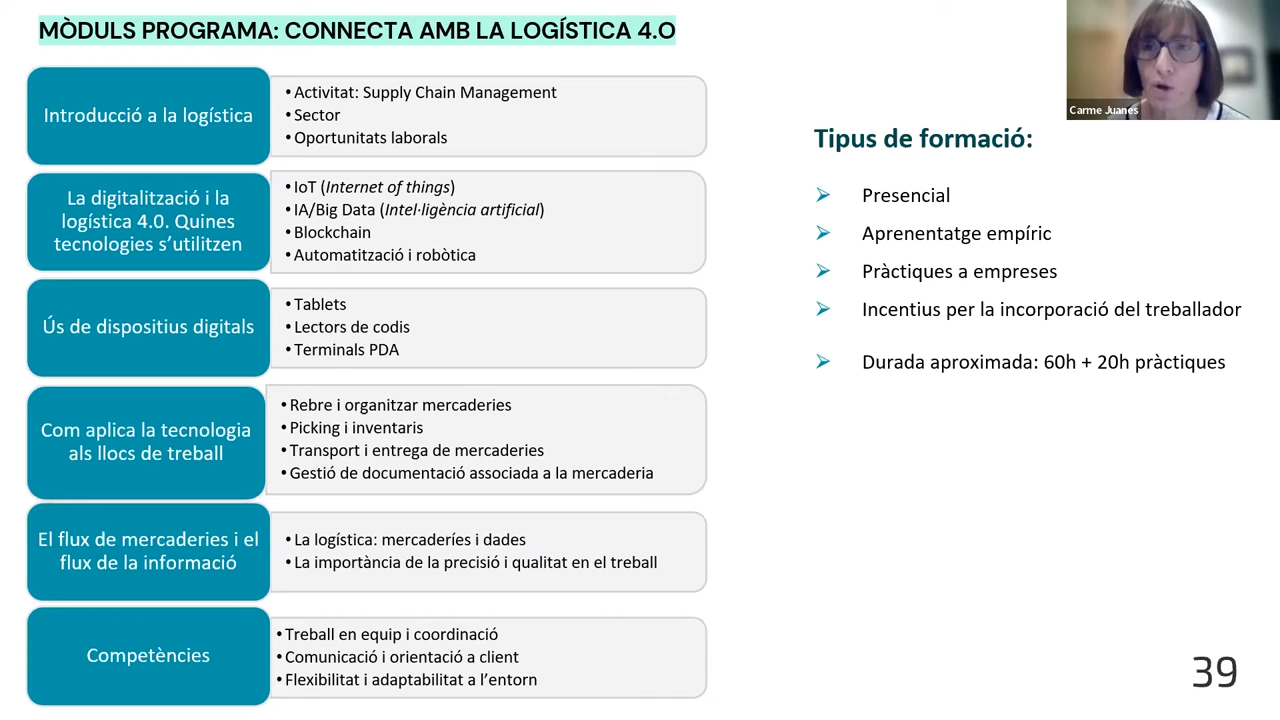 MÒDULS PROGRAMA: CONNECTA AMB LA LOGÍSTICA 4.0
Introducció a la logística
• Activitat: Supply Chain Management
• Sector
• Oportunitats laborals
La digitalització i la
logística 4.0. Quines
tecnologies s’utilitzen
• IoT (Internet of things)
• IA/Big Data (Intel·ligència artificial)
• Blockchain
• Automatització i robòtica
Ús de dispositius digitals
• Tablets
• Lectors de codis
• Terminals PDA
Com aplica la tecnologia
als llocs de treball
• Rebre i organitzar mercaderies
• Picking i inventaris
• Transport i entrega de mercaderies
• Gestió de documentació associada a la mercaderia
El flux de mercaderies i el
flux de la informació
• La logística: mercaderíes i dades
• La importància de la precisió i qualitat en el treball
Competències
• Treball en equip i coordinació
• Comunicació i orientació a client
• Flexibilitat i adaptabilitat a l’entorn
Carme Juanes
Tipus de formació:
➢ Presencial
➢ Aprenentatge empíric
➢ Pràctiques a empreses
➢ Incentius per la incorporació del treballador
➢ Durada aproximada: 60h + 20h pràctiques
39